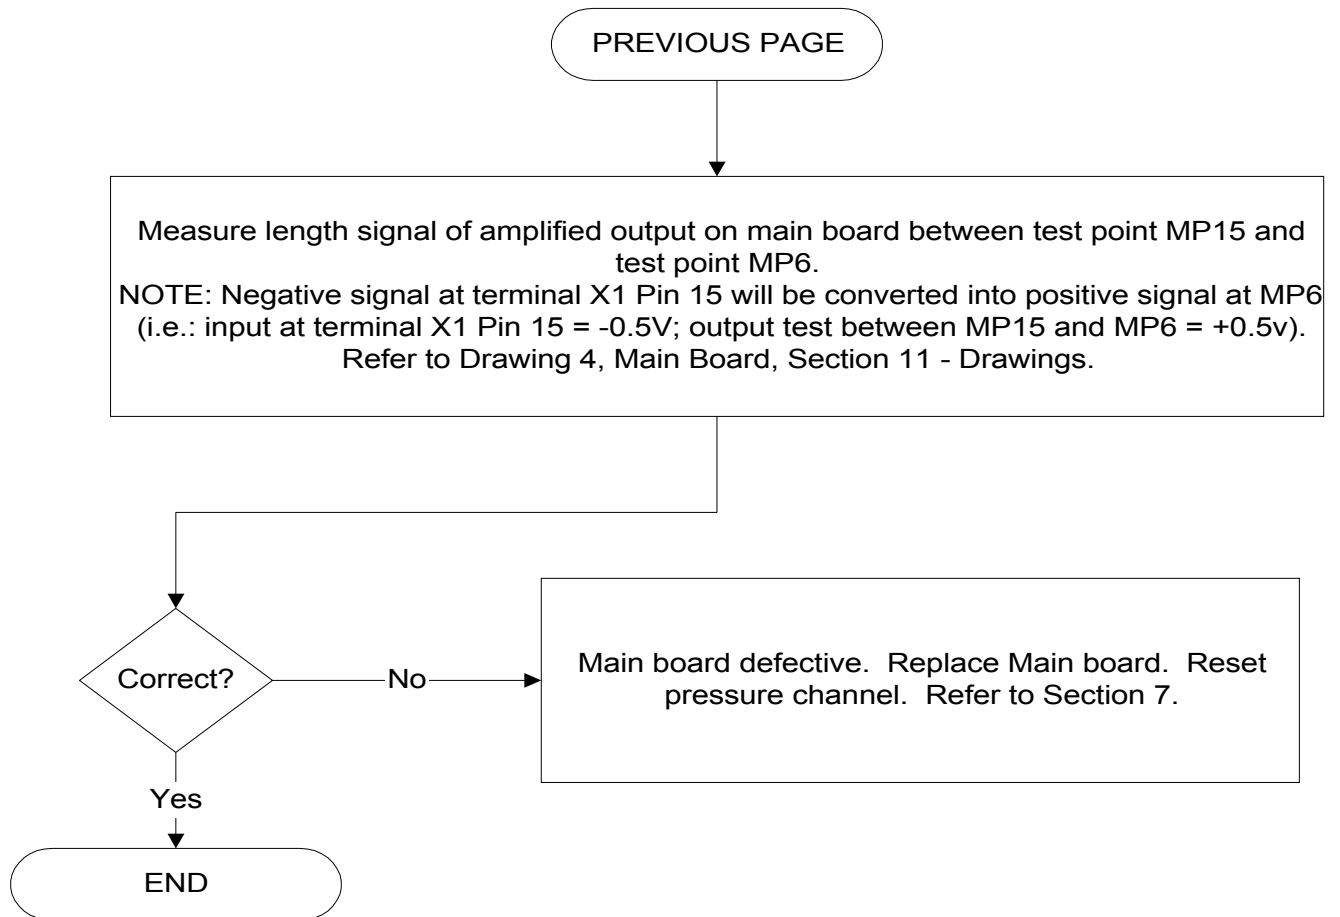 PREVIOUS PAGE
Measure length signal of amplified output on main board between test point MP15 and
test point MP6.
NOTE: Negative signal at terminal X1 Pin 15 will be converted into positive signal at MP6
(i.e.: input at terminal X1 Pin 15 = -0.5V; output test between MP15 and MP6 = +0.5v).
Refer to Drawing 4, Main Board, Section 11 - Drawings.
Correct?
No
Main board defective.  Replace Main board.  Reset
pressure channel.  Refer to Section 7.
Yes
END